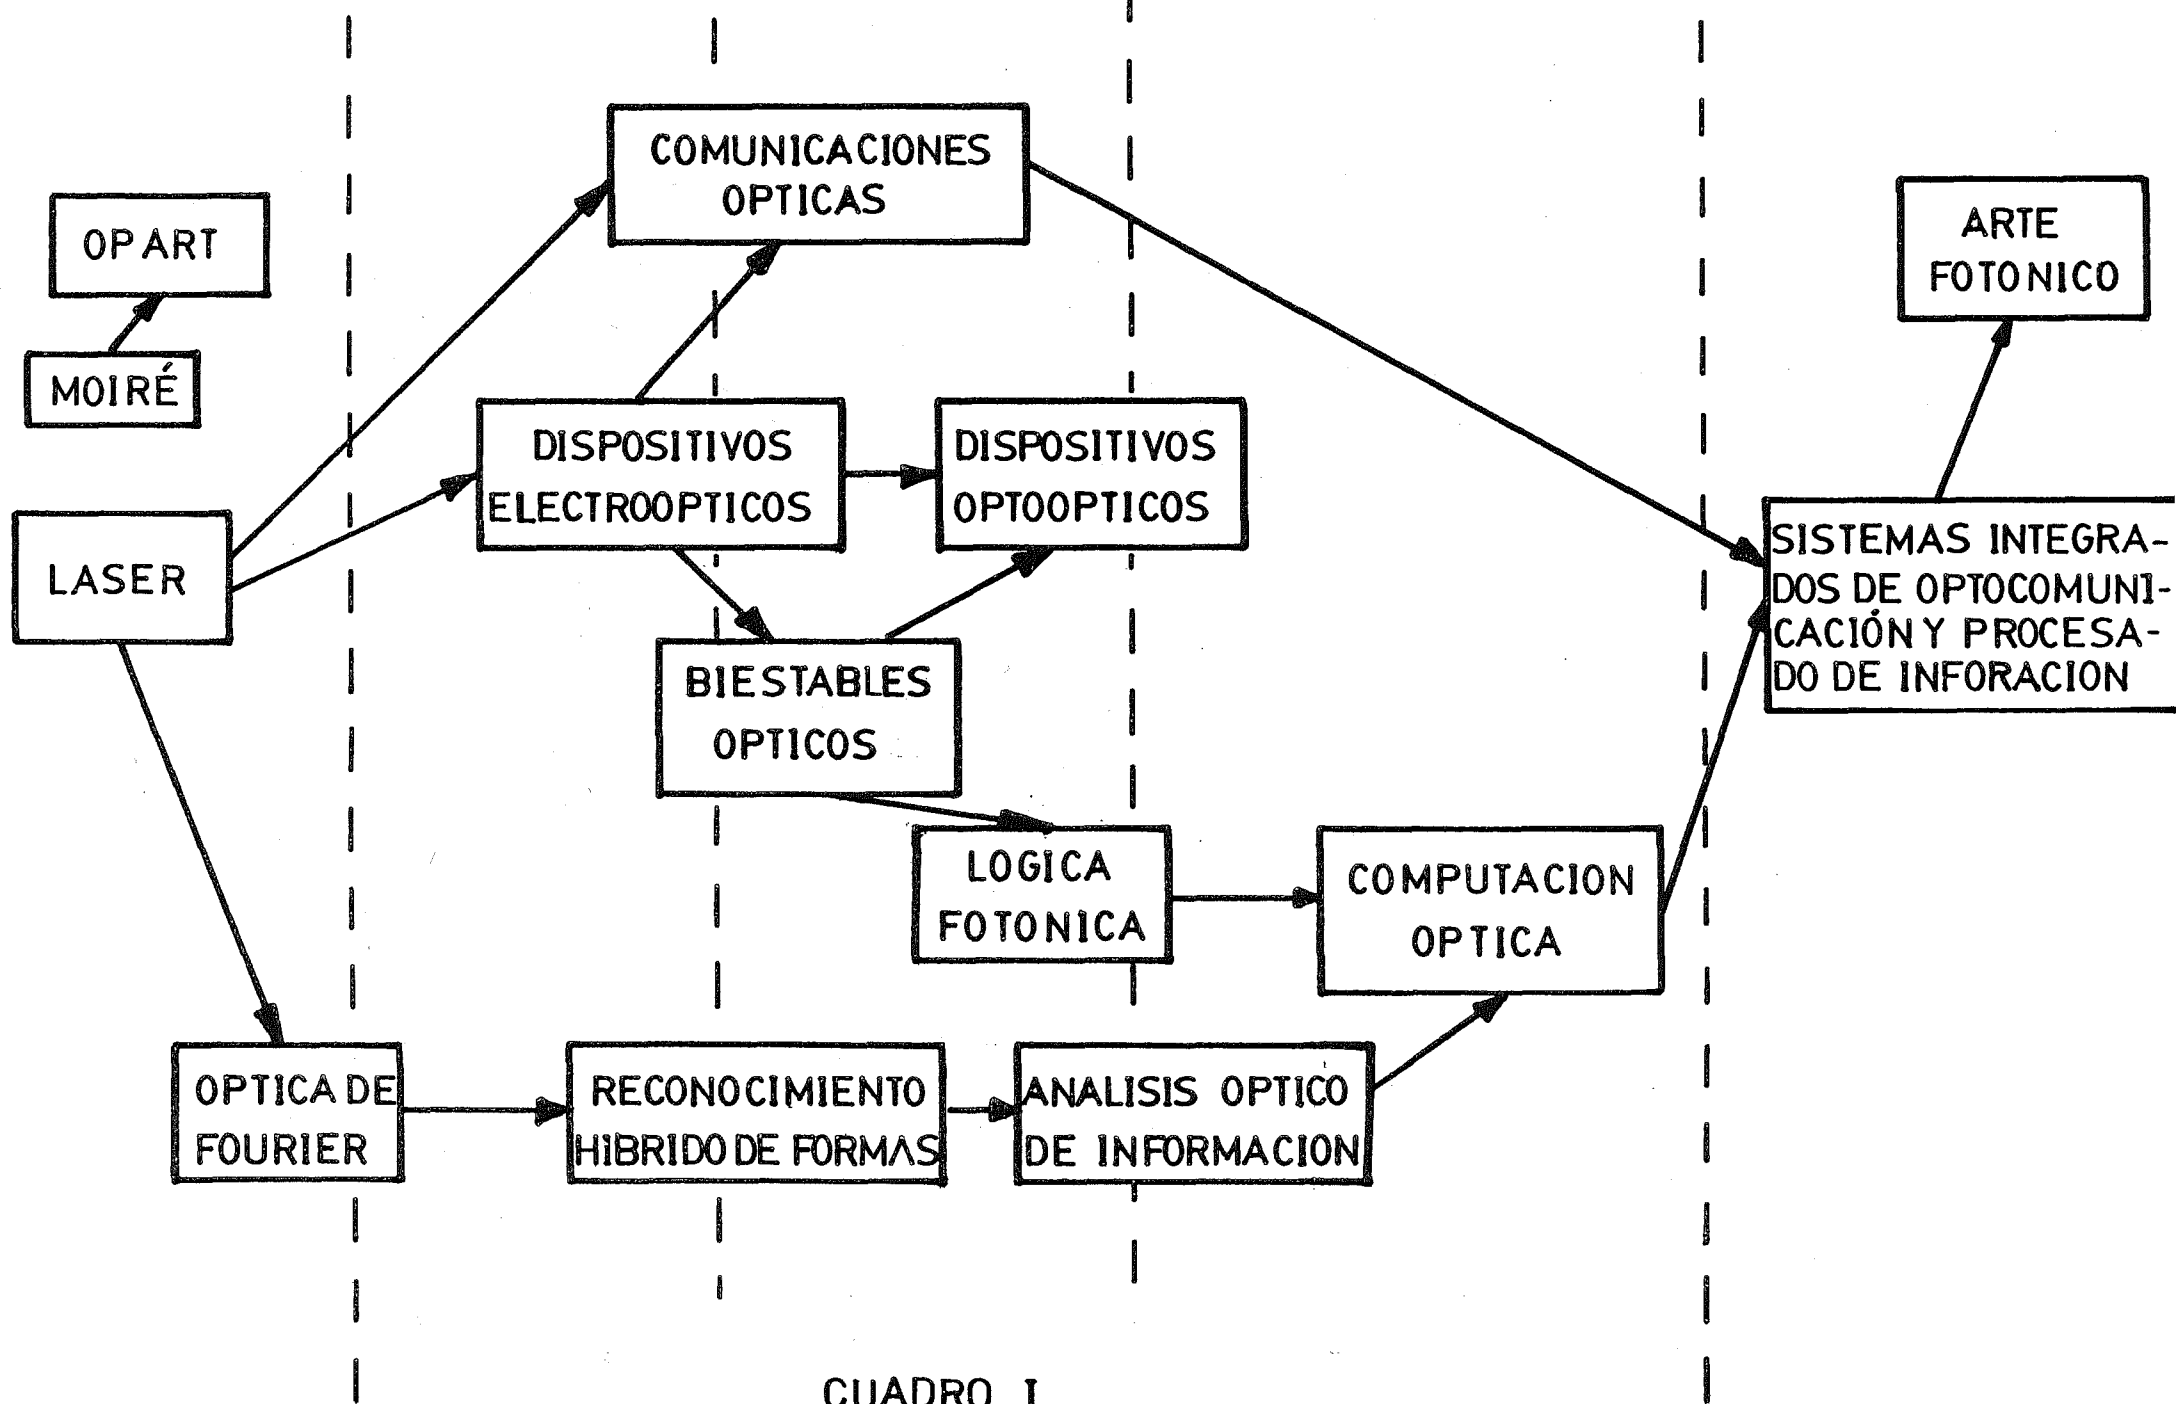 COMUNICACIONES
OPTICAS
OP ART
ARTE
FOTONICO
MOIRÉ
DISPOSITIVOS
ELECTROOPTICOS
DISPOSITIVOS
OPTOOPTICOS
LASER
SISTEMAS INTEGRA-
DOS DE OPTOCOMUNI-
CACIÓN Y PROCESA-
DO DE INFORACION
BIESTABLES
OPTICOS
LOGICA
FOTONICA
COMPUTACION
OPTICA
OPTICA DE
FOURIER
RECONOCIMIENTO
HIBRIDO DE FORMAS
ANALISIS OPTICO
DE INFORMACION
CUADRO I